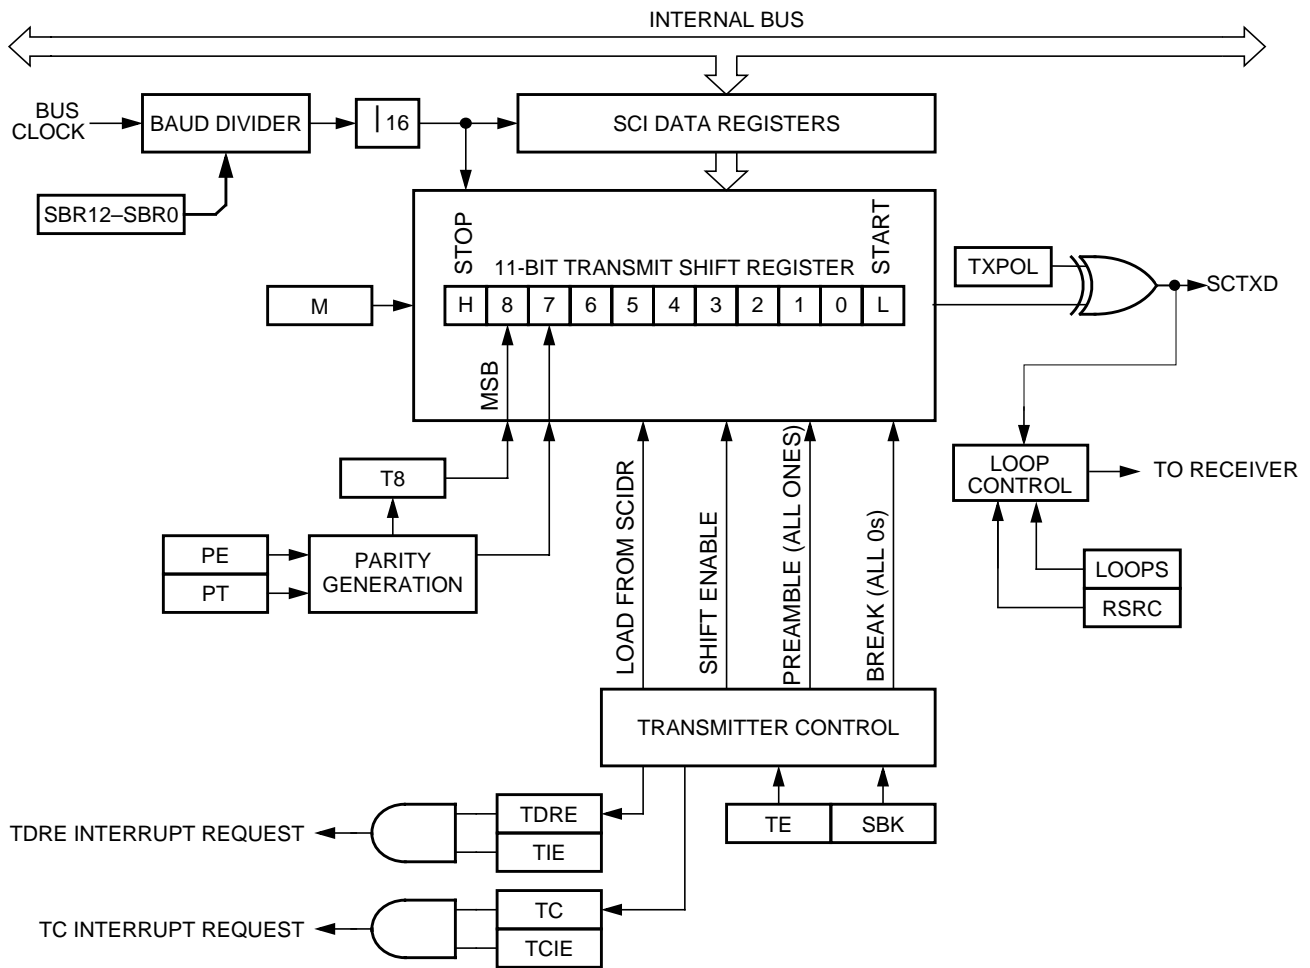 INTERNAL BUS
BUS
CLOCK
BAUD DIVIDER
| 16
SCI DATA REGISTERS
SBR12–SBR0
STOP
START
11-BIT TRANSMIT SHIFT REGISTER
H 8 7 6 5 4 3 2 1 0 L
M
MSB
TXPOL
SCTXD
LOOP
CONTROL
TO RECEIVER
LOOPS
RSRC
T8
PE
PT
PARITY
GENERATION
LOAD FROM SCIDR
SHIFT ENABLE
PREAMBLE (ALL ONES)
BREAK (ALL 0s)
TRANSMITTER CONTROL
TE
SBK
TDRE INTERRUPT REQUEST
TDRE
TIE
TC INTERRUPT REQUEST
TC
TCIE